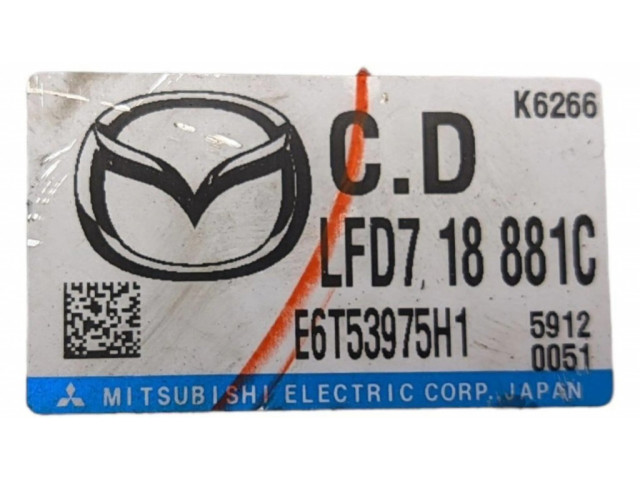 K6266
C.D
LFD7 18 881C
E6T53975H1 5912
0051
MITSUBISHI ELECTRIC CORP. JAPAN